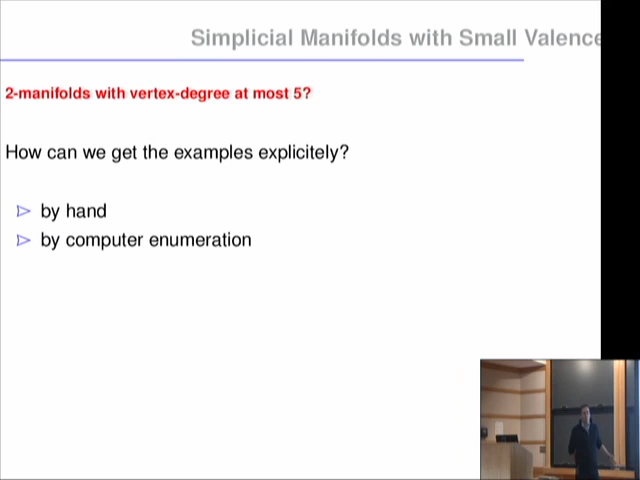 Simplicial Manifolds with Small Valence
2-manifolds with vertex-degree at most 5?
How can we get the examples explicitely?
by hand
by computer enumeration